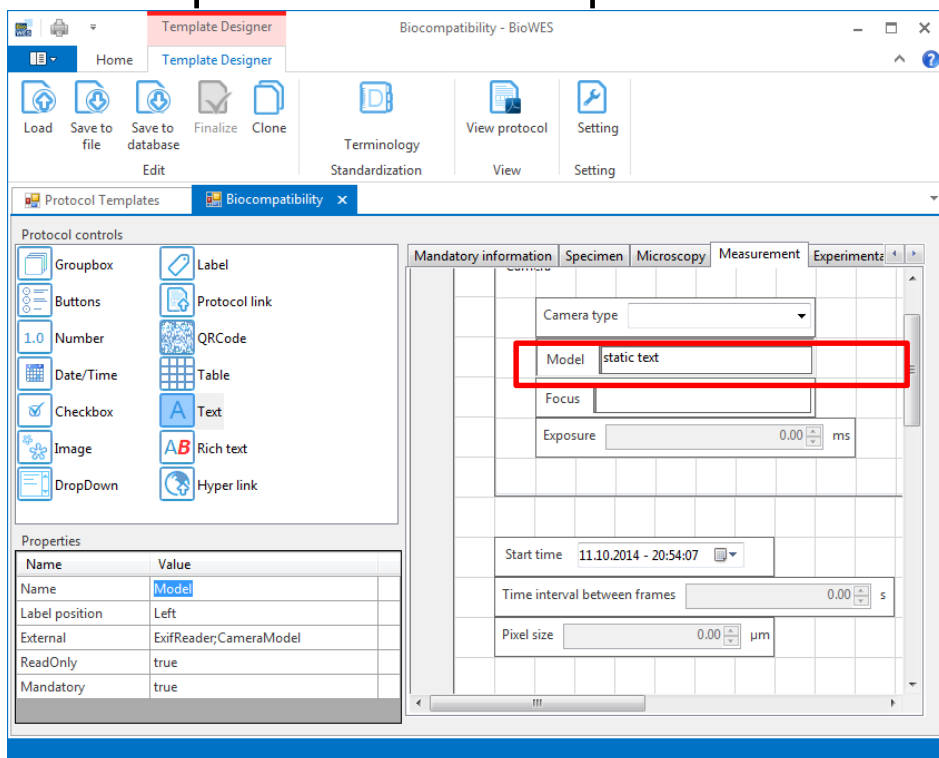 Template Designer
Biocompatibility - BioWES
Home
Template Designer
Load
Save to file
Save to database
Finalize
Clone
Terminology
View protocol
Setting
Edit
Standardization
View
Setting
Protocol Templates
Biocompatibility
Protocol controls
Groupbox
Label
Buttons
Protocol link
1.0 Number
QRCode
Date/Time
Table
Checkbox
A Text
Image
AB Rich text
DropDown
Hyper link
Properties
Name Value
Name Model
Label position Left
External ExifReader;CameraModel
ReadOnly true
Mandatory true
Mandatory information
Specimen
Microscopy
Measurement
Experimenta
Camera type
Model static text
Focus
Exposure 0.00 ms
Start time 11.10.2014 - 20:54:07
Time interval between frames 0.00 s
Pixel size 0.00 µm